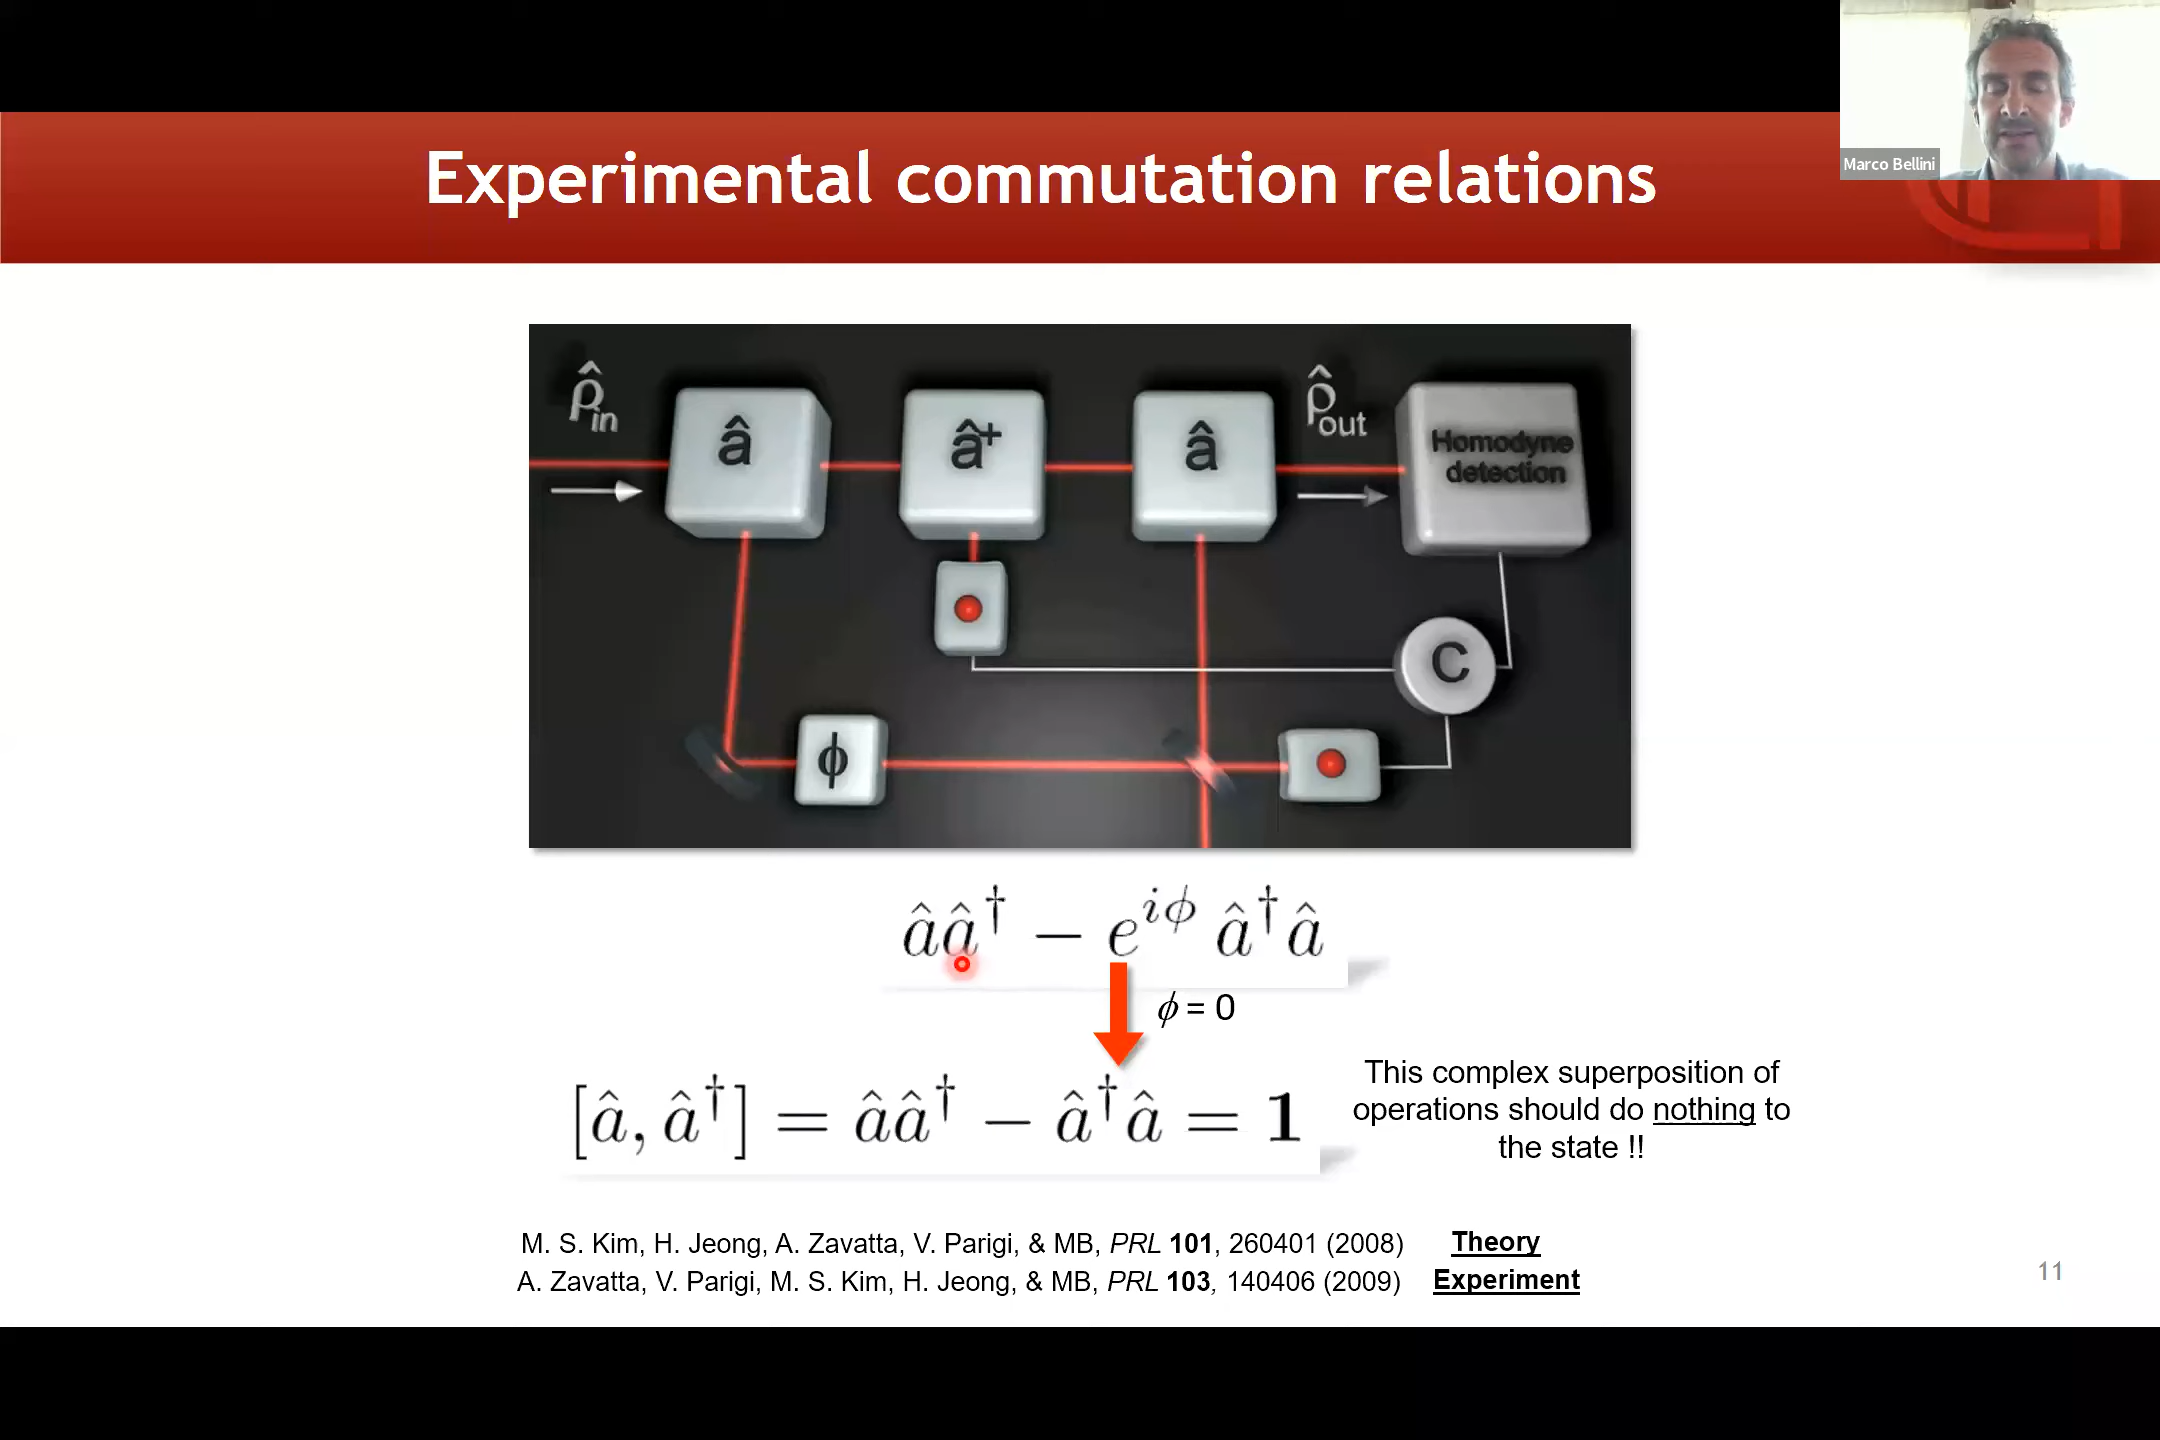 Marco Bellini
Experimental commutation relations
ρ̂in
â
â+
â
ρ̂out
Homodyne
detection
C
ϕ
ââ† − e^{iϕ} â†â
ϕ = 0
[â, â†] = ââ† − â†â = 1
This complex superposition of
operations should do nothing to
the state !!
M. S. Kim, H. Jeong, A. Zavatta, V. Parigi, & MB, PRL 101, 260401 (2008) Theory
A. Zavatta, V. Parigi, M. S. Kim, H. Jeong, & MB, PRL 103, 140406 (2009) Experiment
11